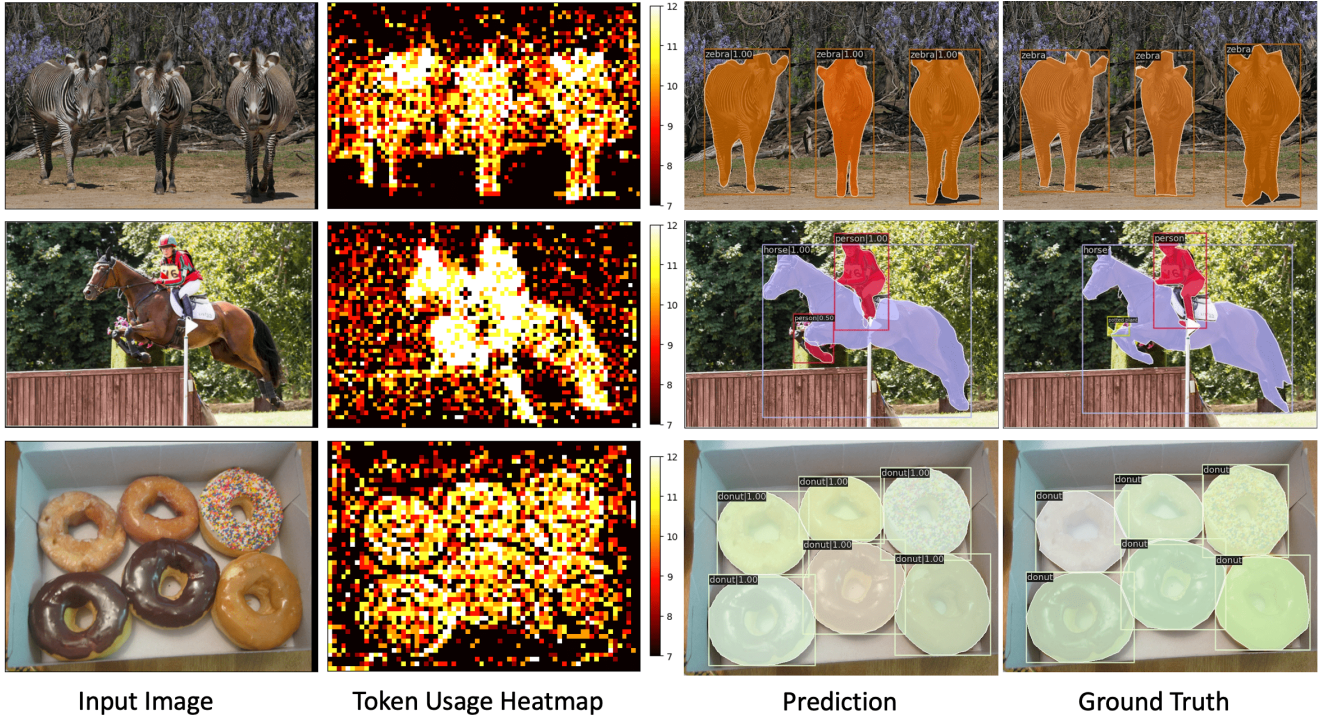 12
11
10
9
8
7
zebra|1.00
zebra|1.00
zebra|1.00
zebra
zebra
zebra
12
11
10
9
8
7
person|1.00
horse|1.00
person|0.50
person
horse
potted plant
12
11
10
9
8
7
donut|1.00
donut|1.00
donut|1.00
donut|1.00
donut|1.00
donut|1.00
donut
donut
donut
donut
donut
donut
Input Image
Token Usage Heatmap
Prediction
Ground Truth